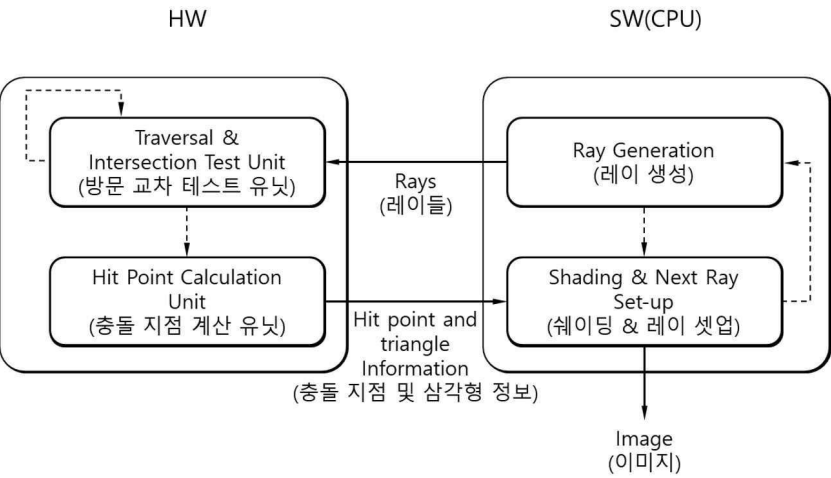 HW
SW(CPU)
Traversal &
Intersection Test Unit
(방문 교차 테스트 유닛)
Rays
(레이들)
Ray Generation
(레이 생성)
Hit Point Calculation
Unit
(충돌 지점 계산 유닛)
Hit point and
triangle
Information
(충돌 지점 및 삼각형 정보)
Shading & Next Ray
Set-up
(쉐이딩 & 레이 셋업)
Image
(이미지)